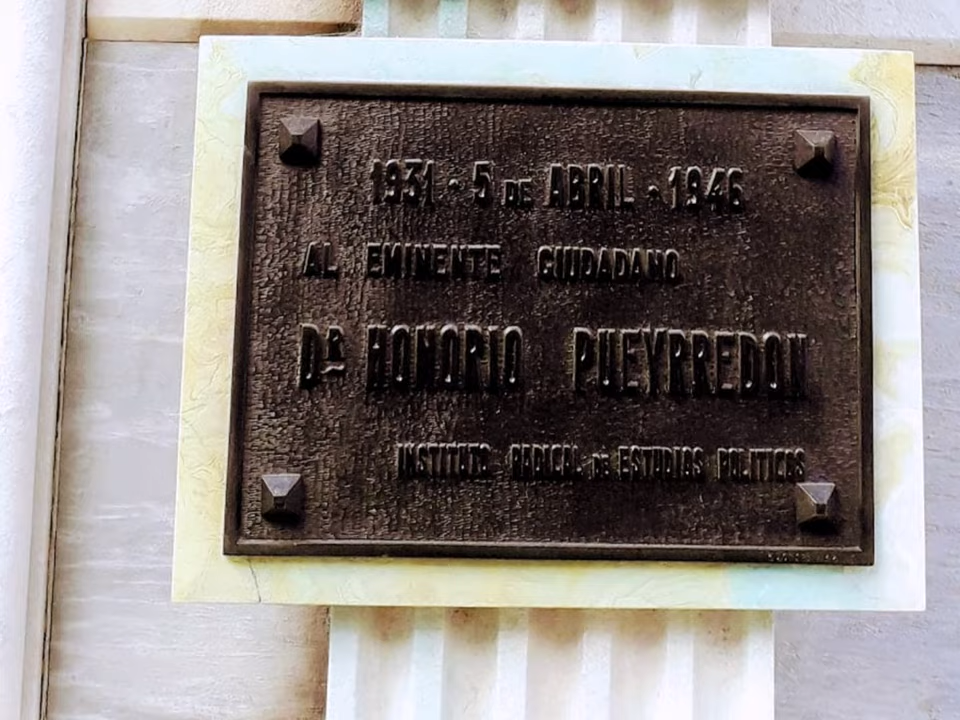 1931 - 5 DE ABRIL - 1946
AL EMINENTE CIUDADANO
DR HONORIO PUEYRREDON
INSTITUTO RADICAL DE ESTUDIOS POLITICOS